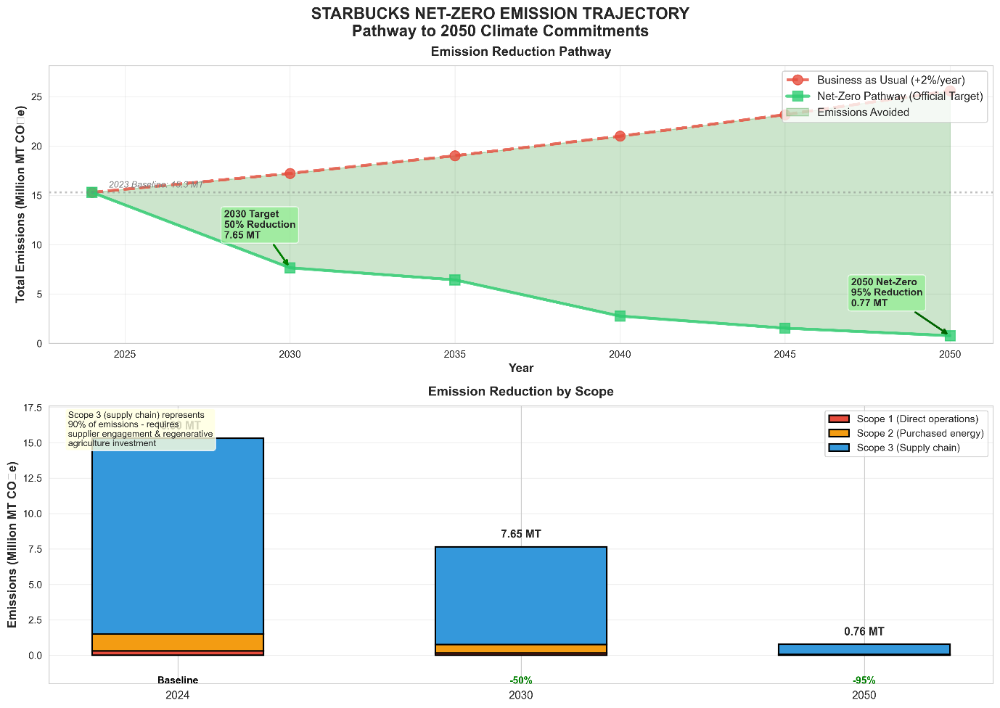 STARBUCKS NET-ZERO EMISSION TRAJECTORY
Pathway to 2050 Climate Commitments
Emission Reduction Pathway
Total Emissions (Million MT CO□e)
25
20
15
10
5
0
Business as Usual (+2%/year)
Net-Zero Pathway (Official Target)
Emissions Avoided
2023 Baseline: 15.3 MT
2030 Target
50% Reduction
7.65 MT
2050 Net-Zero
95% Reduction
0.77 MT
2025 2030 2035 2040 2045 2050
Year
Emission Reduction by Scope
Emissions (Million MT CO□e)
17.5
15.0
12.5
10.0
7.5
5.0
2.5
0.0
Scope 3 (supply chain) represents
90% of emissions - requires
supplier engagement & regenerative
agriculture investment
MT
Scope 1 (Direct operations)
Scope 2 (Purchased energy)
Scope 3 (Supply chain)
7.65 MT
0.76 MT
Baseline -50% -95%
2024 2030 2050